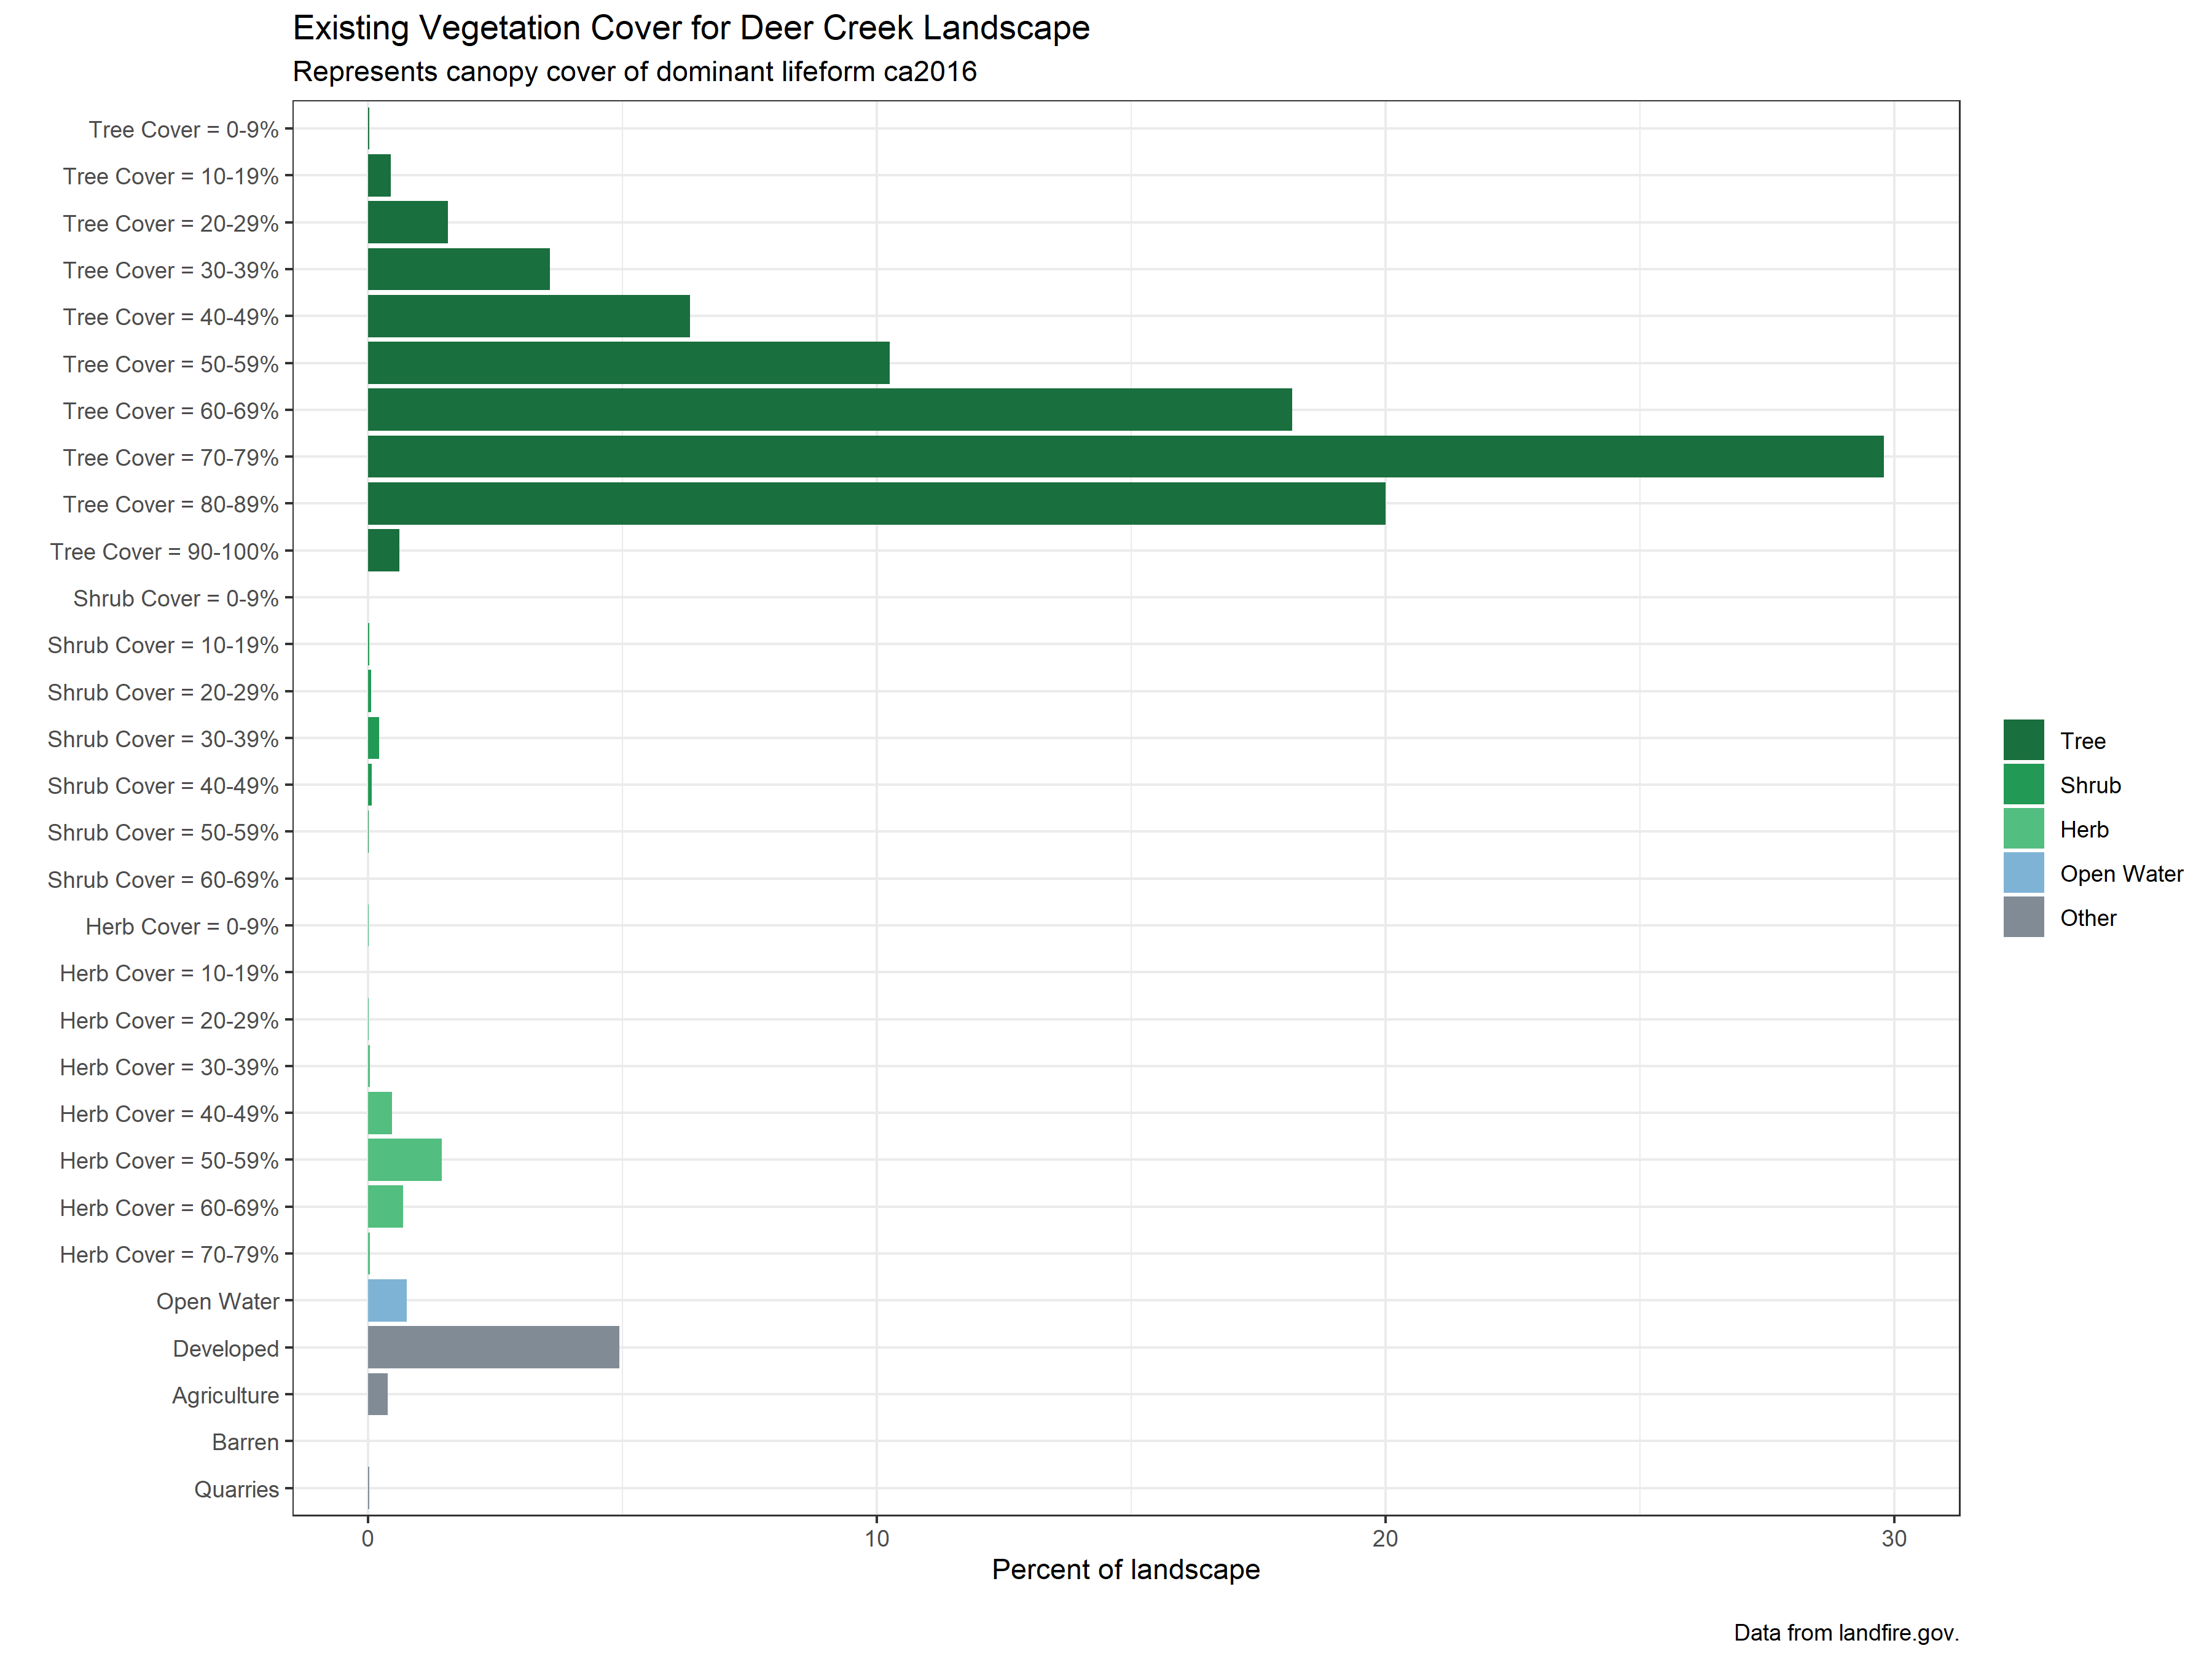 Existing Vegetation Cover for Deer Creek Landscape
Represents canopy cover of dominant lifeform ca2016
Tree Cover = 0-9%
Tree Cover = 10-19%
Tree Cover = 20-29%
Tree Cover = 30-39%
Tree Cover = 40-49%
Tree Cover = 50-59%
Tree Cover = 60-69%
Tree Cover = 70-79%
Tree Cover = 80-89%
Tree Cover = 90-100%
Shrub Cover = 0-9%
Shrub Cover = 10-19%
Shrub Cover = 20-29%
Shrub Cover = 30-39%
Shrub Cover = 40-49%
Shrub Cover = 50-59%
Shrub Cover = 60-69%
Herb Cover = 0-9%
Herb Cover = 10-19%
Herb Cover = 20-29%
Herb Cover = 30-39%
Herb Cover = 40-49%
Herb Cover = 50-59%
Herb Cover = 60-69%
Herb Cover = 70-79%
Open Water
Developed
Agriculture
Barren
Quarries
0 10 20 30
Percent of landscape
Tree
Shrub
Herb
Open Water
Other
Data from landfire.gov.